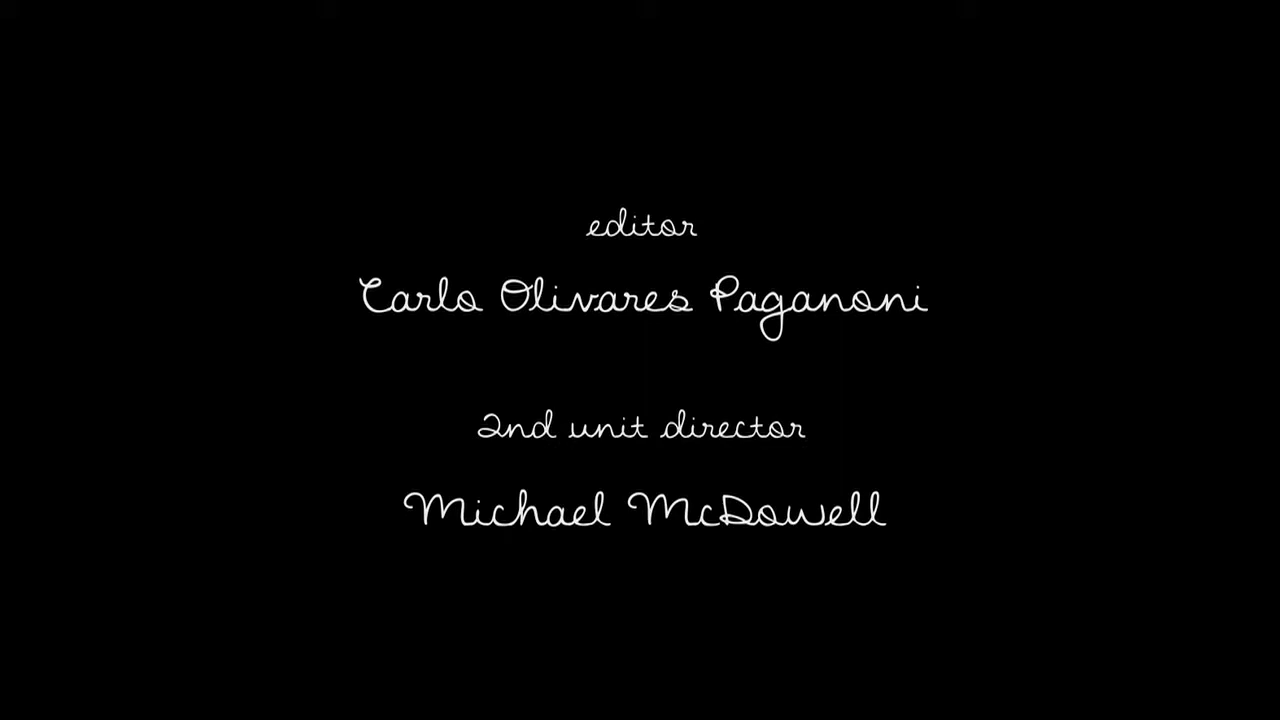 editor
Carlo Olivares Paganoni
2nd unit director
Michael McDowell